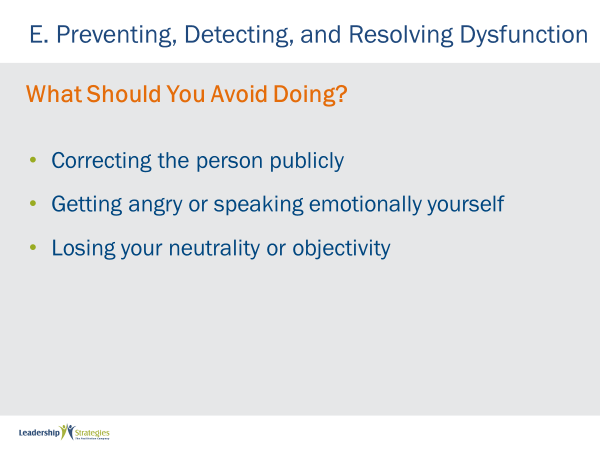 E. Preventing, Detecting, and Resolving Dysfunction
What Should You Avoid Doing?
• Correcting the person publicly
• Getting angry or speaking emotionally yourself
• Losing your neutrality or objectivity
Leadership Strategies
The Facilitation Company